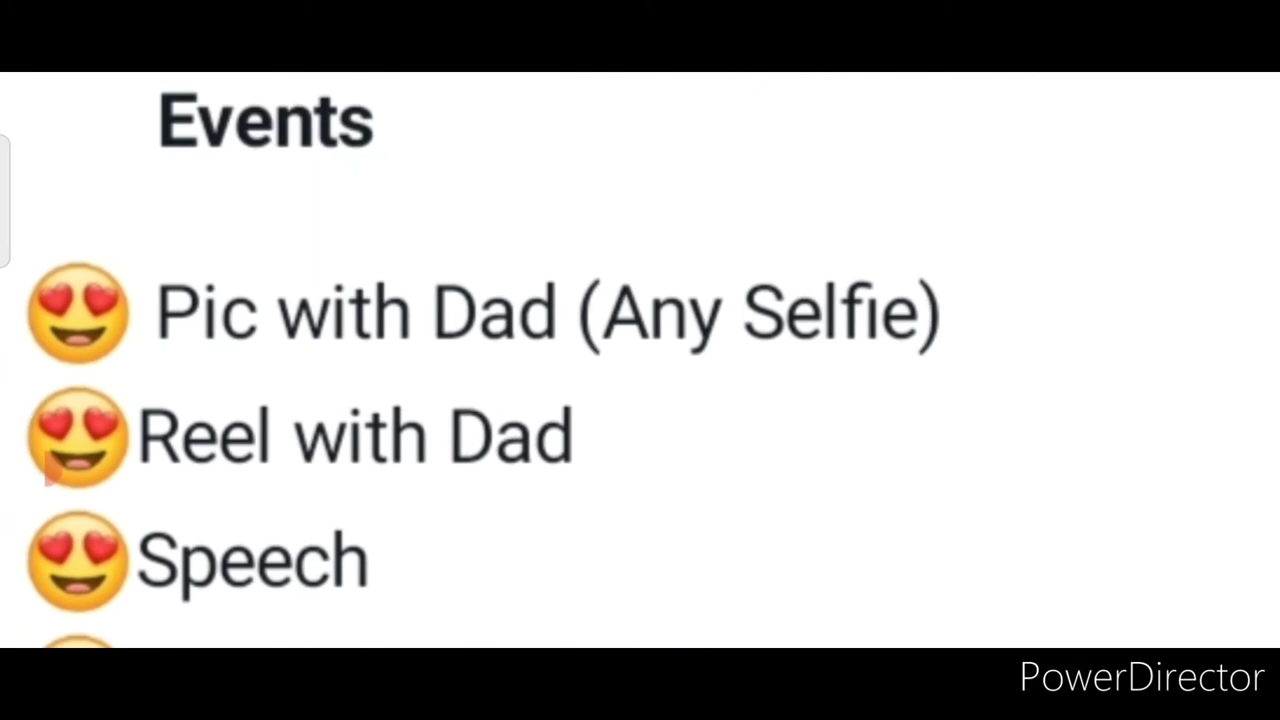 Events
😍 Pic with Dad (Any Selfie)
😍Reel with Dad
😍Speech
PowerDirector